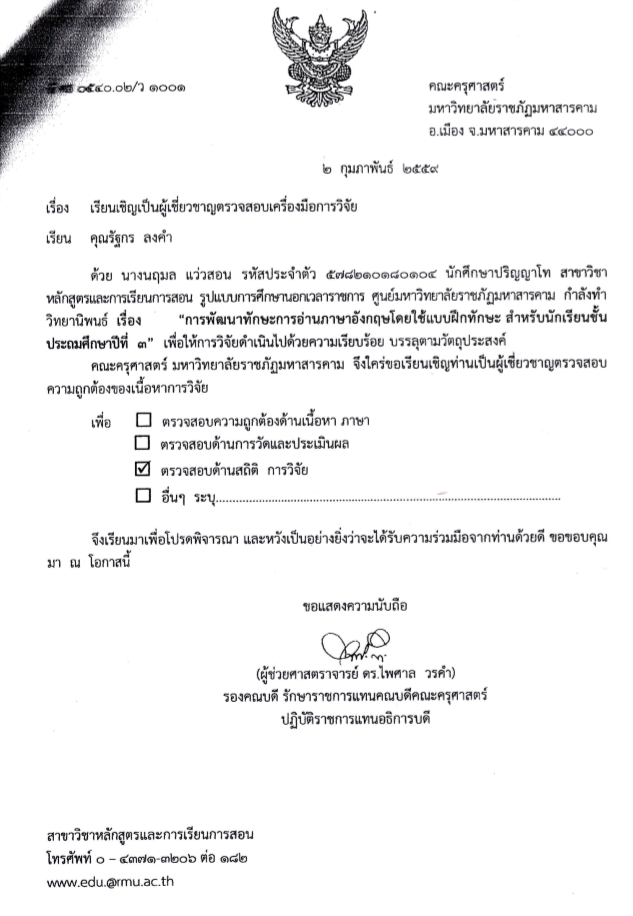 ๐๕๔๐.๐๒/ว ๑๐๐๑
คณะครุศาสตร์
มหาวิทยาลัยราชภัฏมหาสารคาม
อ.เมือง จ.มหาสารคาม ๔๔๐๐๐
๒ กุมภาพันธ์ ๒๕๕๙
เรื่อง เรียนเชิญเป็นผู้เชี่ยวชาญตรวจสอบเครื่องมือการวิจัย
เรียน คุณรัฐกร ลงคำ
ด้วย นางนฤมล แว่วสอน รหัสประจำตัว ๕๗๘๒๑๐๑๘๐๑๐๔ นักศึกษาปริญญาโท สาขาวิชา
หลักสูตรและการเรียนการสอน รูปแบบการศึกษานอกเวลาราชการ ศูนย์มหาวิทยาลัยราชภัฏมหาสารคาม กำลังทำ
วิทยานิพนธ์ เรื่อง "การพัฒนาทักษะการอ่านภาษาอังกฤษโดยใช้แบบฝึกทักษะ สำหรับนักเรียนชั้น
ประถมศึกษาปีที่ ๓" เพื่อให้การวิจัยดำเนินไปด้วยความเรียบร้อย บรรลุตามวัตถุประสงค์
คณะครุศาสตร์ มหาวิทยาลัยราชภัฏมหาสารคาม จึงใคร่ขอเรียนเชิญท่านเป็นผู้เชี่ยวชาญตรวจสอบ
ความถูกต้องของเนื้อหาการวิจัย
เพื่อ ☐ ตรวจสอบความถูกต้องด้านเนื้อหา ภาษา
☐ ตรวจสอบด้านการวัดและประเมินผล
☑ ตรวจสอบด้านสถิติ การวิจัย
☐ อื่นๆ ระบุ..........................................................................
จึงเรียนมาเพื่อโปรดพิจารณา และหวังเป็นอย่างยิ่งว่าจะได้รับความร่วมมือจากท่านด้วยดี ขอขอบคุณ
มา ณ โอกาสนี้
ขอแสดงความนับถือ
(ผู้ช่วยศาสตราจารย์ ดร.ไพศาล วรคำ)
รองคณบดี รักษาราชการแทนคณบดีคณะครุศาสตร์
ปฏิบัติราชการแทนอธิการบดี
สาขาวิชาหลักสูตรและการเรียนการสอน
โทรศัพท์ ๐ – ๔๓๗๑-๓๒๐๖ ต่อ ๑๘๒
www.edu.@rmu.ac.th